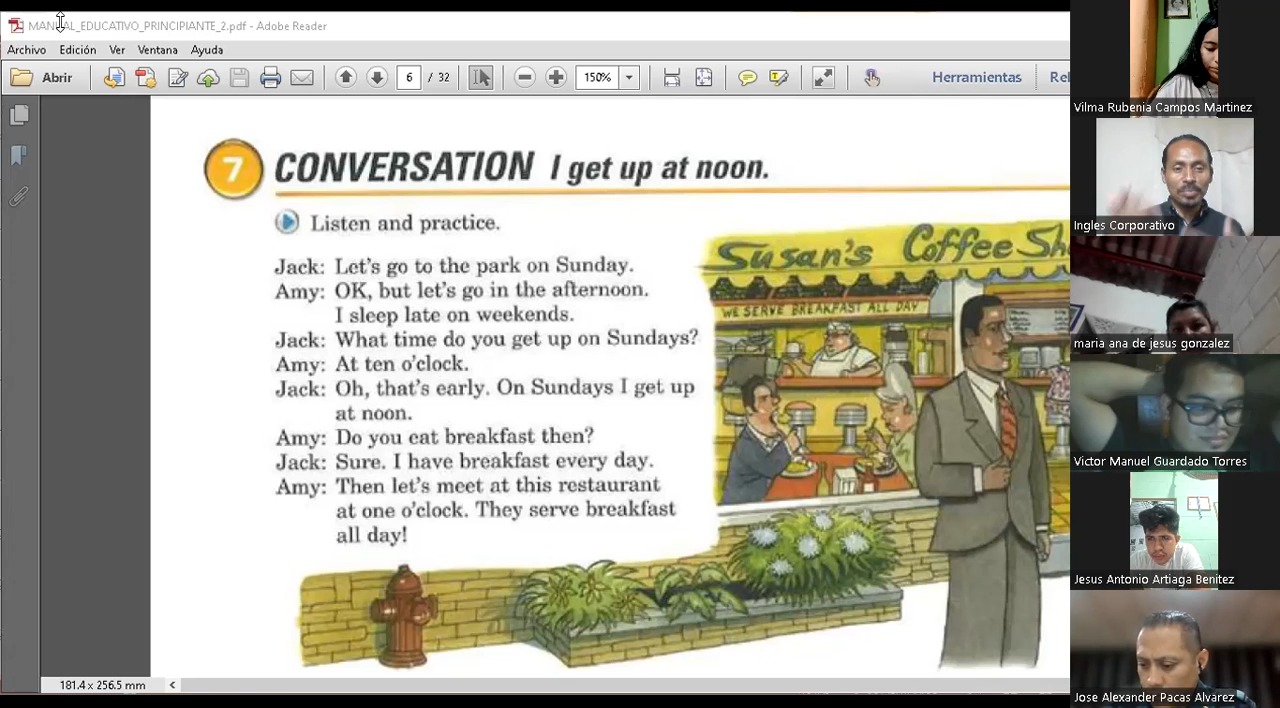 MANUAL_EDUCATIVO_PRINCIPIANTE_2.pdf - Adobe Reader
Archivo Edición Ver Ventana Ayuda
Abrir 6 / 32 150% Herramientas
7 CONVERSATION I get up at noon.
Listen and practice.
Jack: Let's go to the park on Sunday.
Amy: OK, but let's go in the afternoon.
I sleep late on weekends.
Jack: What time do you get up on Sundays?
Amy: At ten o'clock.
Jack: Oh, that's early. On Sundays I get up
at noon.
Amy: Do you eat breakfast then?
Jack: Sure. I have breakfast every day.
Amy: Then let's meet at this restaurant
at one o'clock. They serve breakfast
all day!
Susan's Coffee Sh
WE SERVE BREAKFAST ALL DAY
181.4 x 256.5 mm
Vilma Rubenia Campos Martinez
Ingles Corporativo
maria ana de jesus gonzalez
Victor Manuel Guardado Torres
Jesus Antonio Artiaga Benitez
Jose Alexander Pacas Alvarez